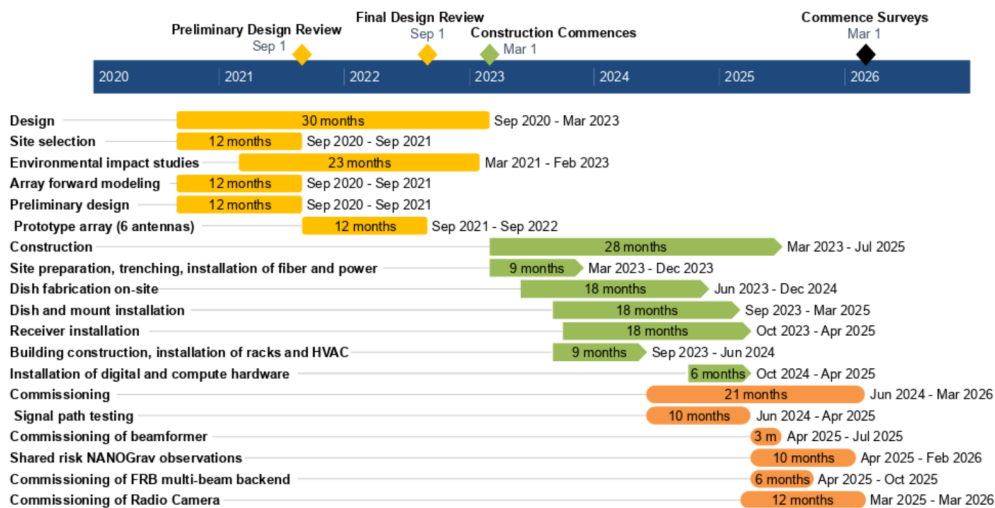 Preliminary Design Review
Sep 1
Final Design Review
Sep 1
Construction Commences
Mar 1
Commence Surveys
Mar 1
2020 2021 2022 2023 2024 2025 2026
Design 30 months Sep 2020 - Mar 2023
Site selection 12 months Sep 2020 - Sep 2021
Environmental impact studies 23 months Mar 2021 - Feb 2023
Array forward modeling 12 months Sep 2020 - Sep 2021
Preliminary design 12 months Sep 2020 - Sep 2021
Prototype array (6 antennas) 12 months Sep 2021 - Sep 2022
Construction 28 months Mar 2023 - Jul 2025
Site preparation, trenching, installation of fiber and power 9 months Mar 2023 - Dec 2023
Dish fabrication on-site 18 months Jun 2023 - Dec 2024
Dish and mount installation 18 months Sep 2023 - Mar 2025
Receiver installation 18 months Oct 2023 - Apr 2025
Building construction, installation of racks and HVAC 9 months Sep 2023 - Jun 2024
Installation of digital and compute hardware 6 months Oct 2024 - Apr 2025
Commissioning 21 months Jun 2024 - Mar 2026
Signal path testing 10 months Jun 2024 - Apr 2025
Commissioning of beamformer 3 m Apr 2025 - Jul 2025
Shared risk NANOGrav observations 10 months Apr 2025 - Feb 2026
Commissioning of FRB multi-beam backend 6 months Apr 2025 - Oct 2025
Commissioning of Radio Camera 12 months Mar 2025 - Mar 2026